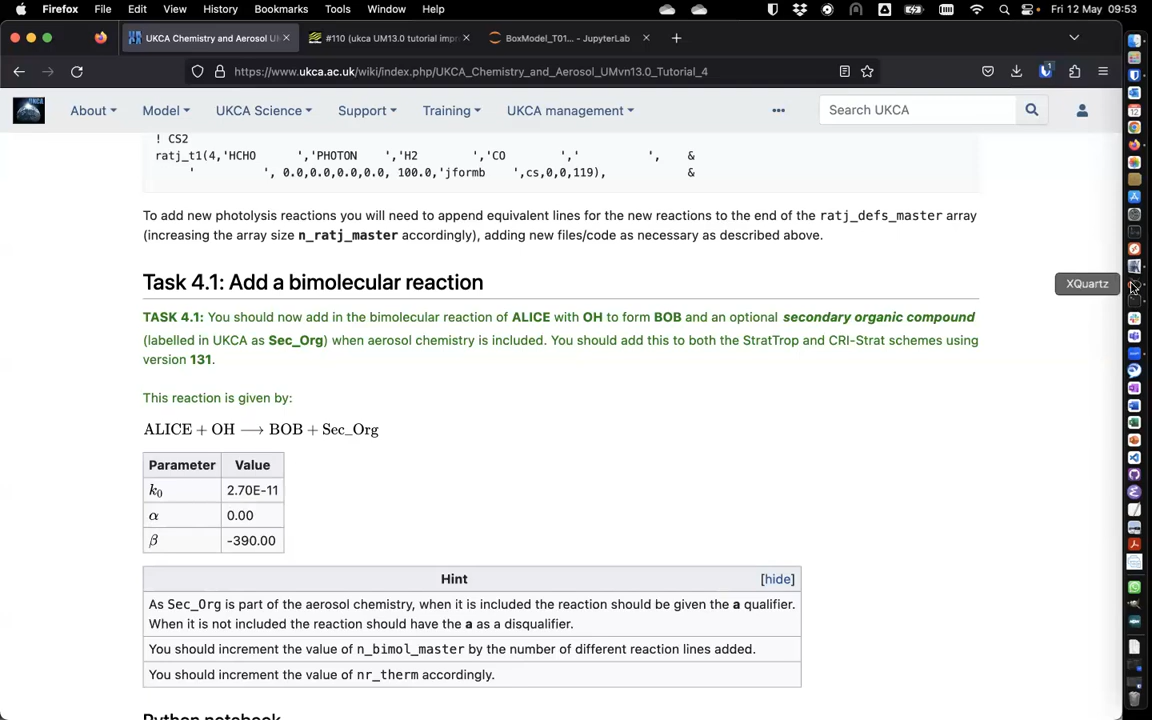 Firefox File Edit View History Bookmarks Tools Window Help Fri 12 May 09:53
UKCA Chemistry and Aerosol U #110 (ukca UM13.0 tutorial impr BoxModel_T01... - JupyterLab
https://www.ukca.ac.uk/wiki/index.php/UKCA_Chemistry_and_Aerosol_UMvn13.0_Tutorial_4
About Model UKCA Science Support Training UKCA management ••• Search UKCA
! CS2
ratj_t1(4,'HCHO ','PHOTON ','H2 ','CO ',' ', &
' ', 0.0,0.0,0.0,0.0, 100.0,'jformb ',cs,0,0,119), &
To add new photolysis reactions you will need to append equivalent lines for the new reactions to the end of the ratj_defs_master array
(increasing the array size n_ratj_master accordingly), adding new files/code as necessary as described above.
Task 4.1: Add a bimolecular reaction
XQuartz
TASK 4.1: You should now add in the bimolecular reaction of ALICE with OH to form BOB and an optional secondary organic compound
(labelled in UKCA as Sec_Org) when aerosol chemistry is included. You should add this to both the StratTrop and CRI-Strat schemes using
version 131.
This reaction is given by:
ALICE + OH ⟶ BOB + Sec_Org
Parameter Value
k0 2.70E-11
α 0.00
β -390.00
Hint [hide]
As Sec_Org is part of the aerosol chemistry, when it is included the reaction should be given the a qualifier.
When it is not included the reaction should have the a as a disqualifier.
You should increment the value of n_bimol_master by the number of different reaction lines added.
You should increment the value of nr_therm accordingly.
Python notebook